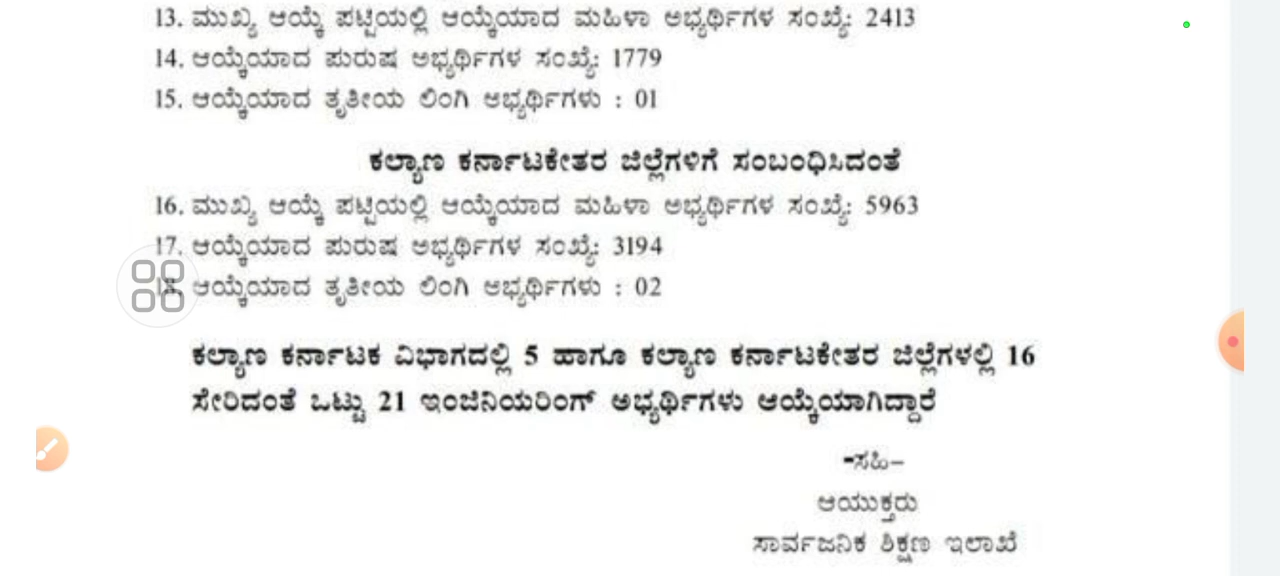 13. ಮುಖ್ಯ ಆಯ್ಕೆ ಪಟ್ಟಿಯಲ್ಲಿ ಆಯ್ಕೆಯಾದ ಮಹಿಳಾ ಅಭ್ಯರ್ಥಿಗಳ ಸಂಖ್ಯೆ: 2413
14. ಆಯ್ಕೆಯಾದ ಪುರುಷ ಅಭ್ಯರ್ಥಿಗಳ ಸಂಖ್ಯೆ: 1779
15. ಆಯ್ಕೆಯಾದ ತೃತೀಯ ಲಿಂಗಿ ಅಭ್ಯರ್ಥಿಗಳು : 01
ಕಲ್ಯಾಣ ಕರ್ನಾಟಕೇತರ ಜಿಲ್ಲೆಗಳಿಗೆ ಸಂಬಂಧಿಸಿದಂತೆ
16. ಮುಖ್ಯ ಆಯ್ಕೆ ಪಟ್ಟಿಯಲ್ಲಿ ಆಯ್ಕೆಯಾದ ಮಹಿಳಾ ಅಭ್ಯರ್ಥಿಗಳ ಸಂಖ್ಯೆ: 5963
17. ಆಯ್ಕೆಯಾದ ಪುರುಷ ಅಭ್ಯರ್ಥಿಗಳ ಸಂಖ್ಯೆ: 3194
18. ಆಯ್ಕೆಯಾದ ತೃತೀಯ ಲಿಂಗಿ ಅಭ್ಯರ್ಥಿಗಳು : 02
ಕಲ್ಯಾಣ ಕರ್ನಾಟಕ ವಿಭಾಗದಲ್ಲಿ 5 ಹಾಗೂ ಕಲ್ಯಾಣ ಕರ್ನಾಟಕೇತರ ಜಿಲ್ಲೆಗಳಲ್ಲಿ 16
ಸೇರಿದಂತೆ ಒಟ್ಟು 21 ಇಂಜಿನಿಯರಿಂಗ್ ಅಭ್ಯರ್ಥಿಗಳು ಆಯ್ಕೆಯಾಗಿದ್ದಾರೆ
-ಸಹಿ-
ಆಯುಕ್ತರು
ಸಾರ್ವಜನಿಕ ಶಿಕ್ಷಣ ಇಲಾಖೆ